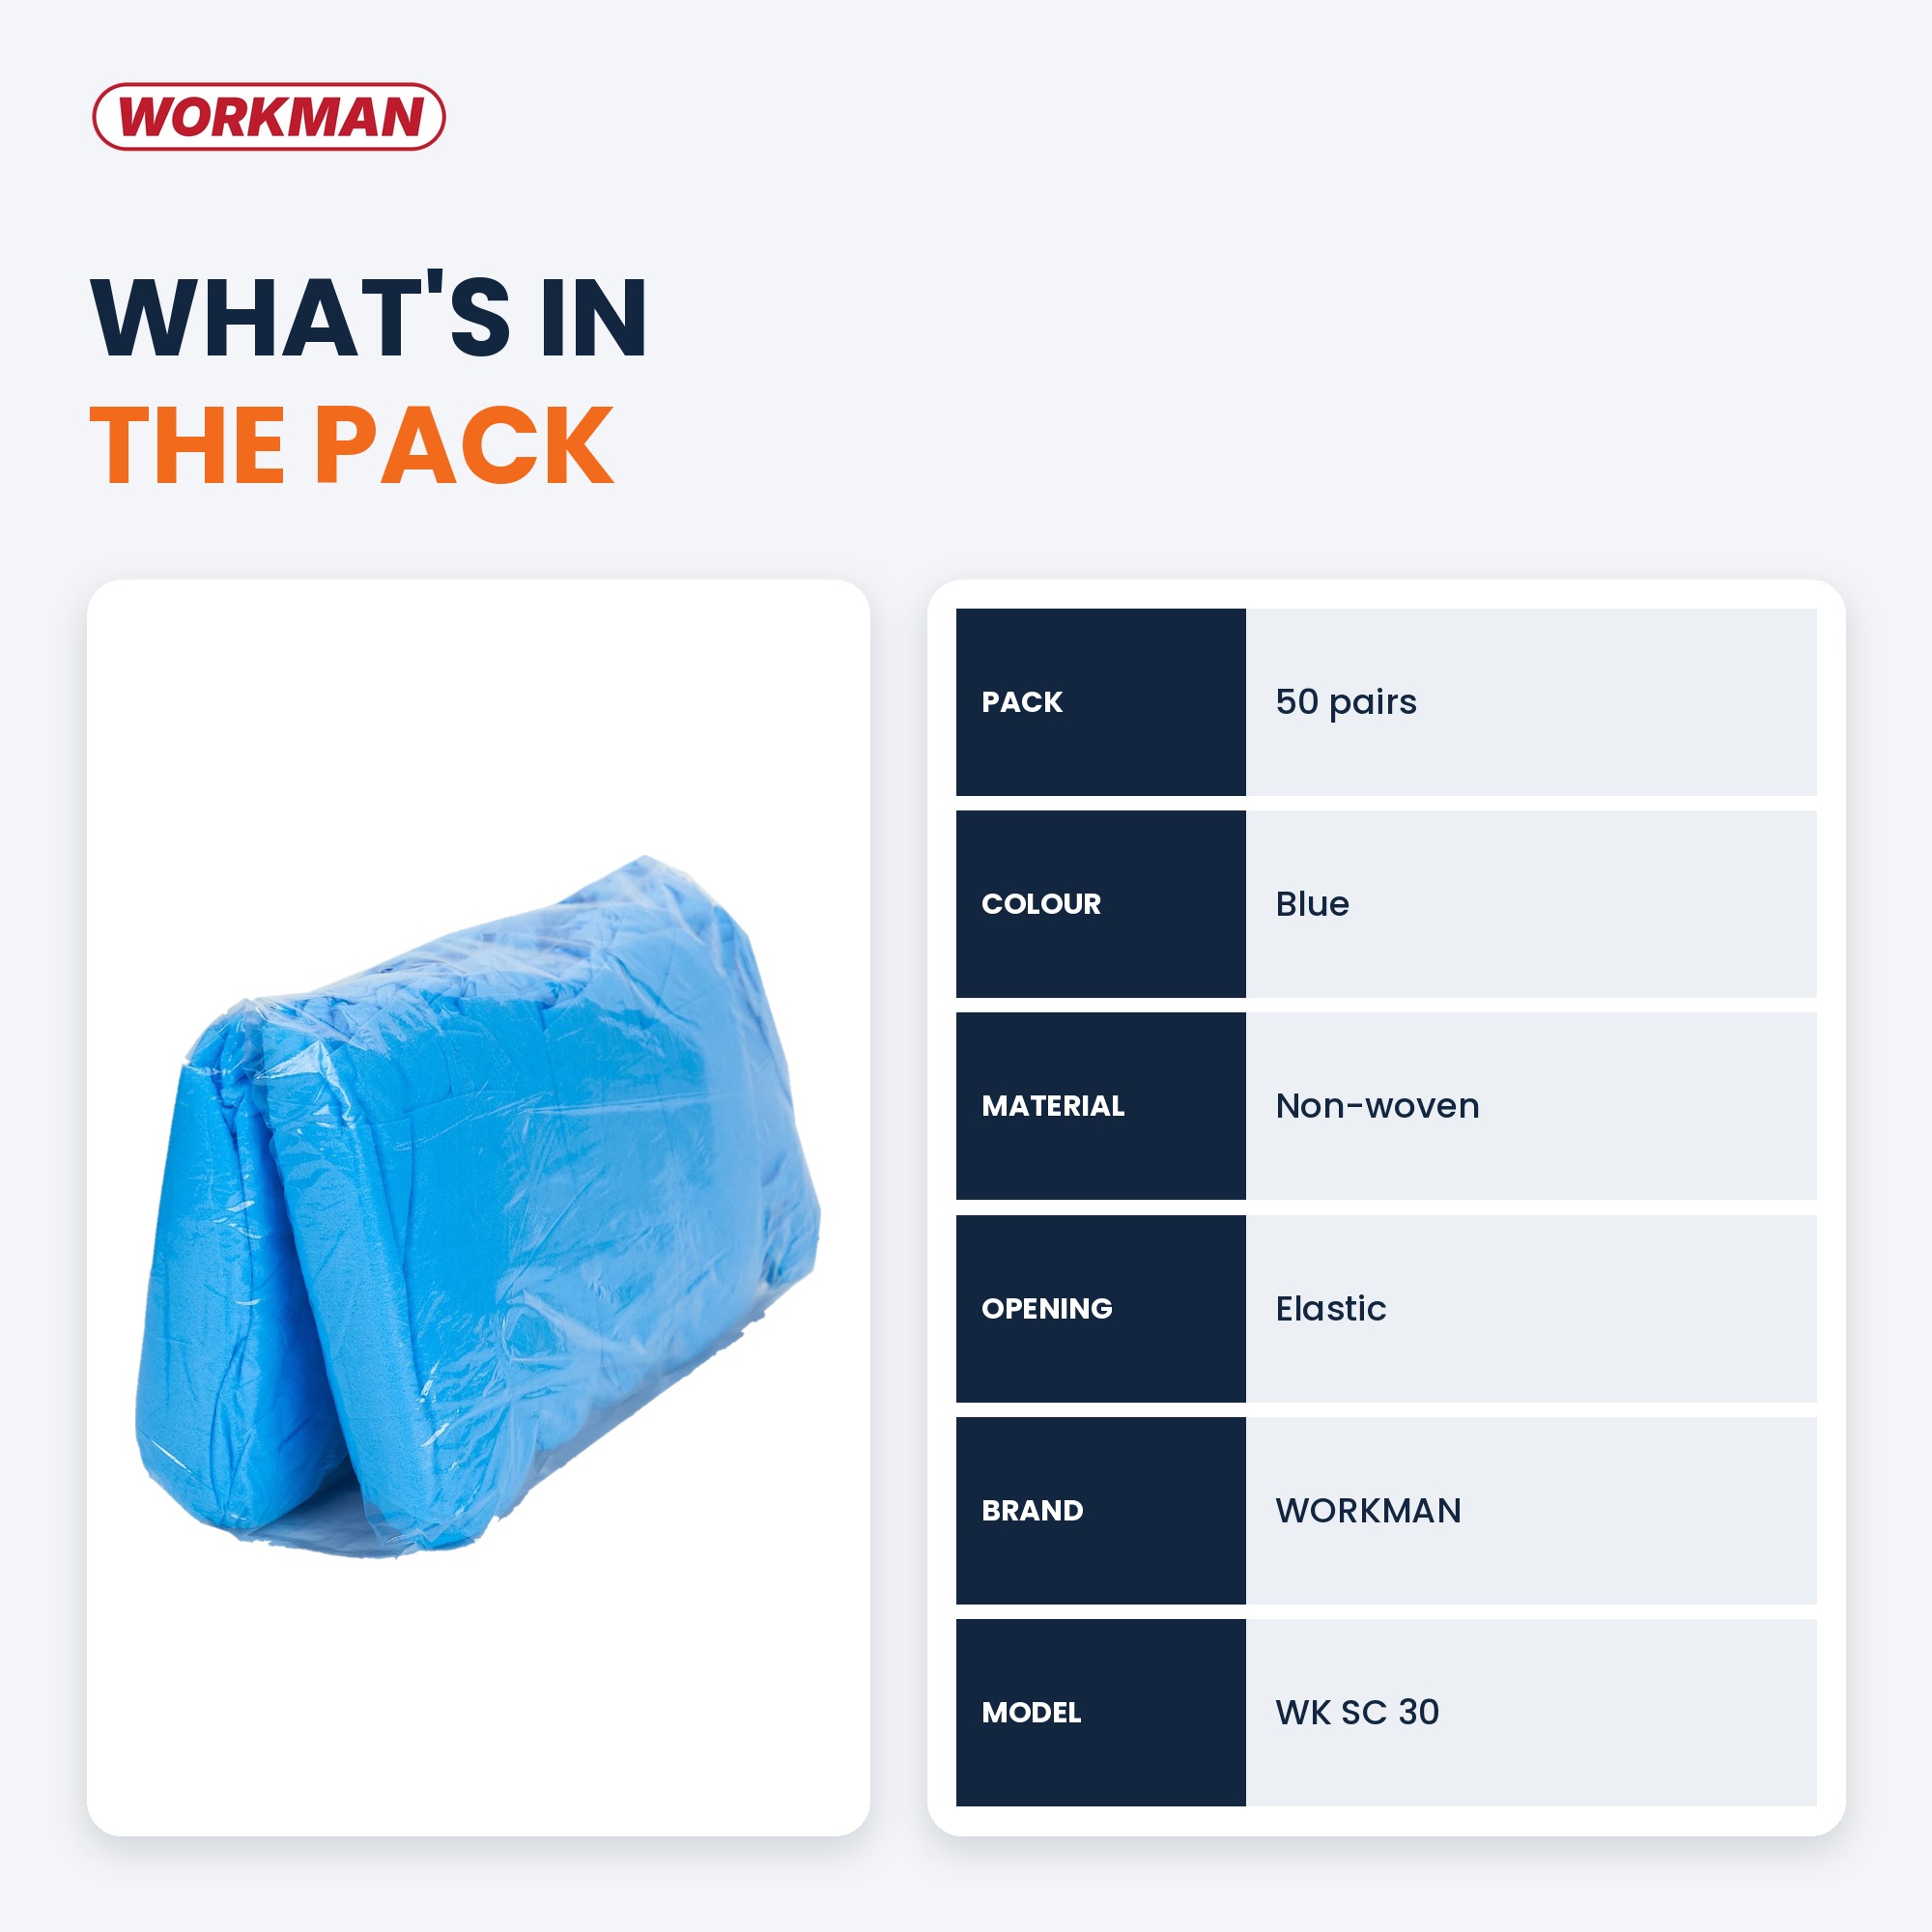 WORKMAN
WHAT'S IN
THE PACK
PACK 50 pairs
COLOUR Blue
MATERIAL Non-woven
OPENING Elastic
BRAND WORKMAN
MODEL WK SC 30